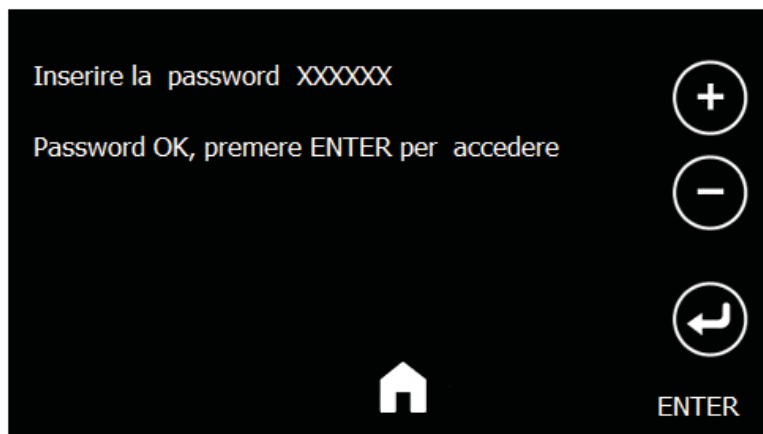 Inserire la password XXXXXX
Password OK, premere ENTER per accedere
ENTER